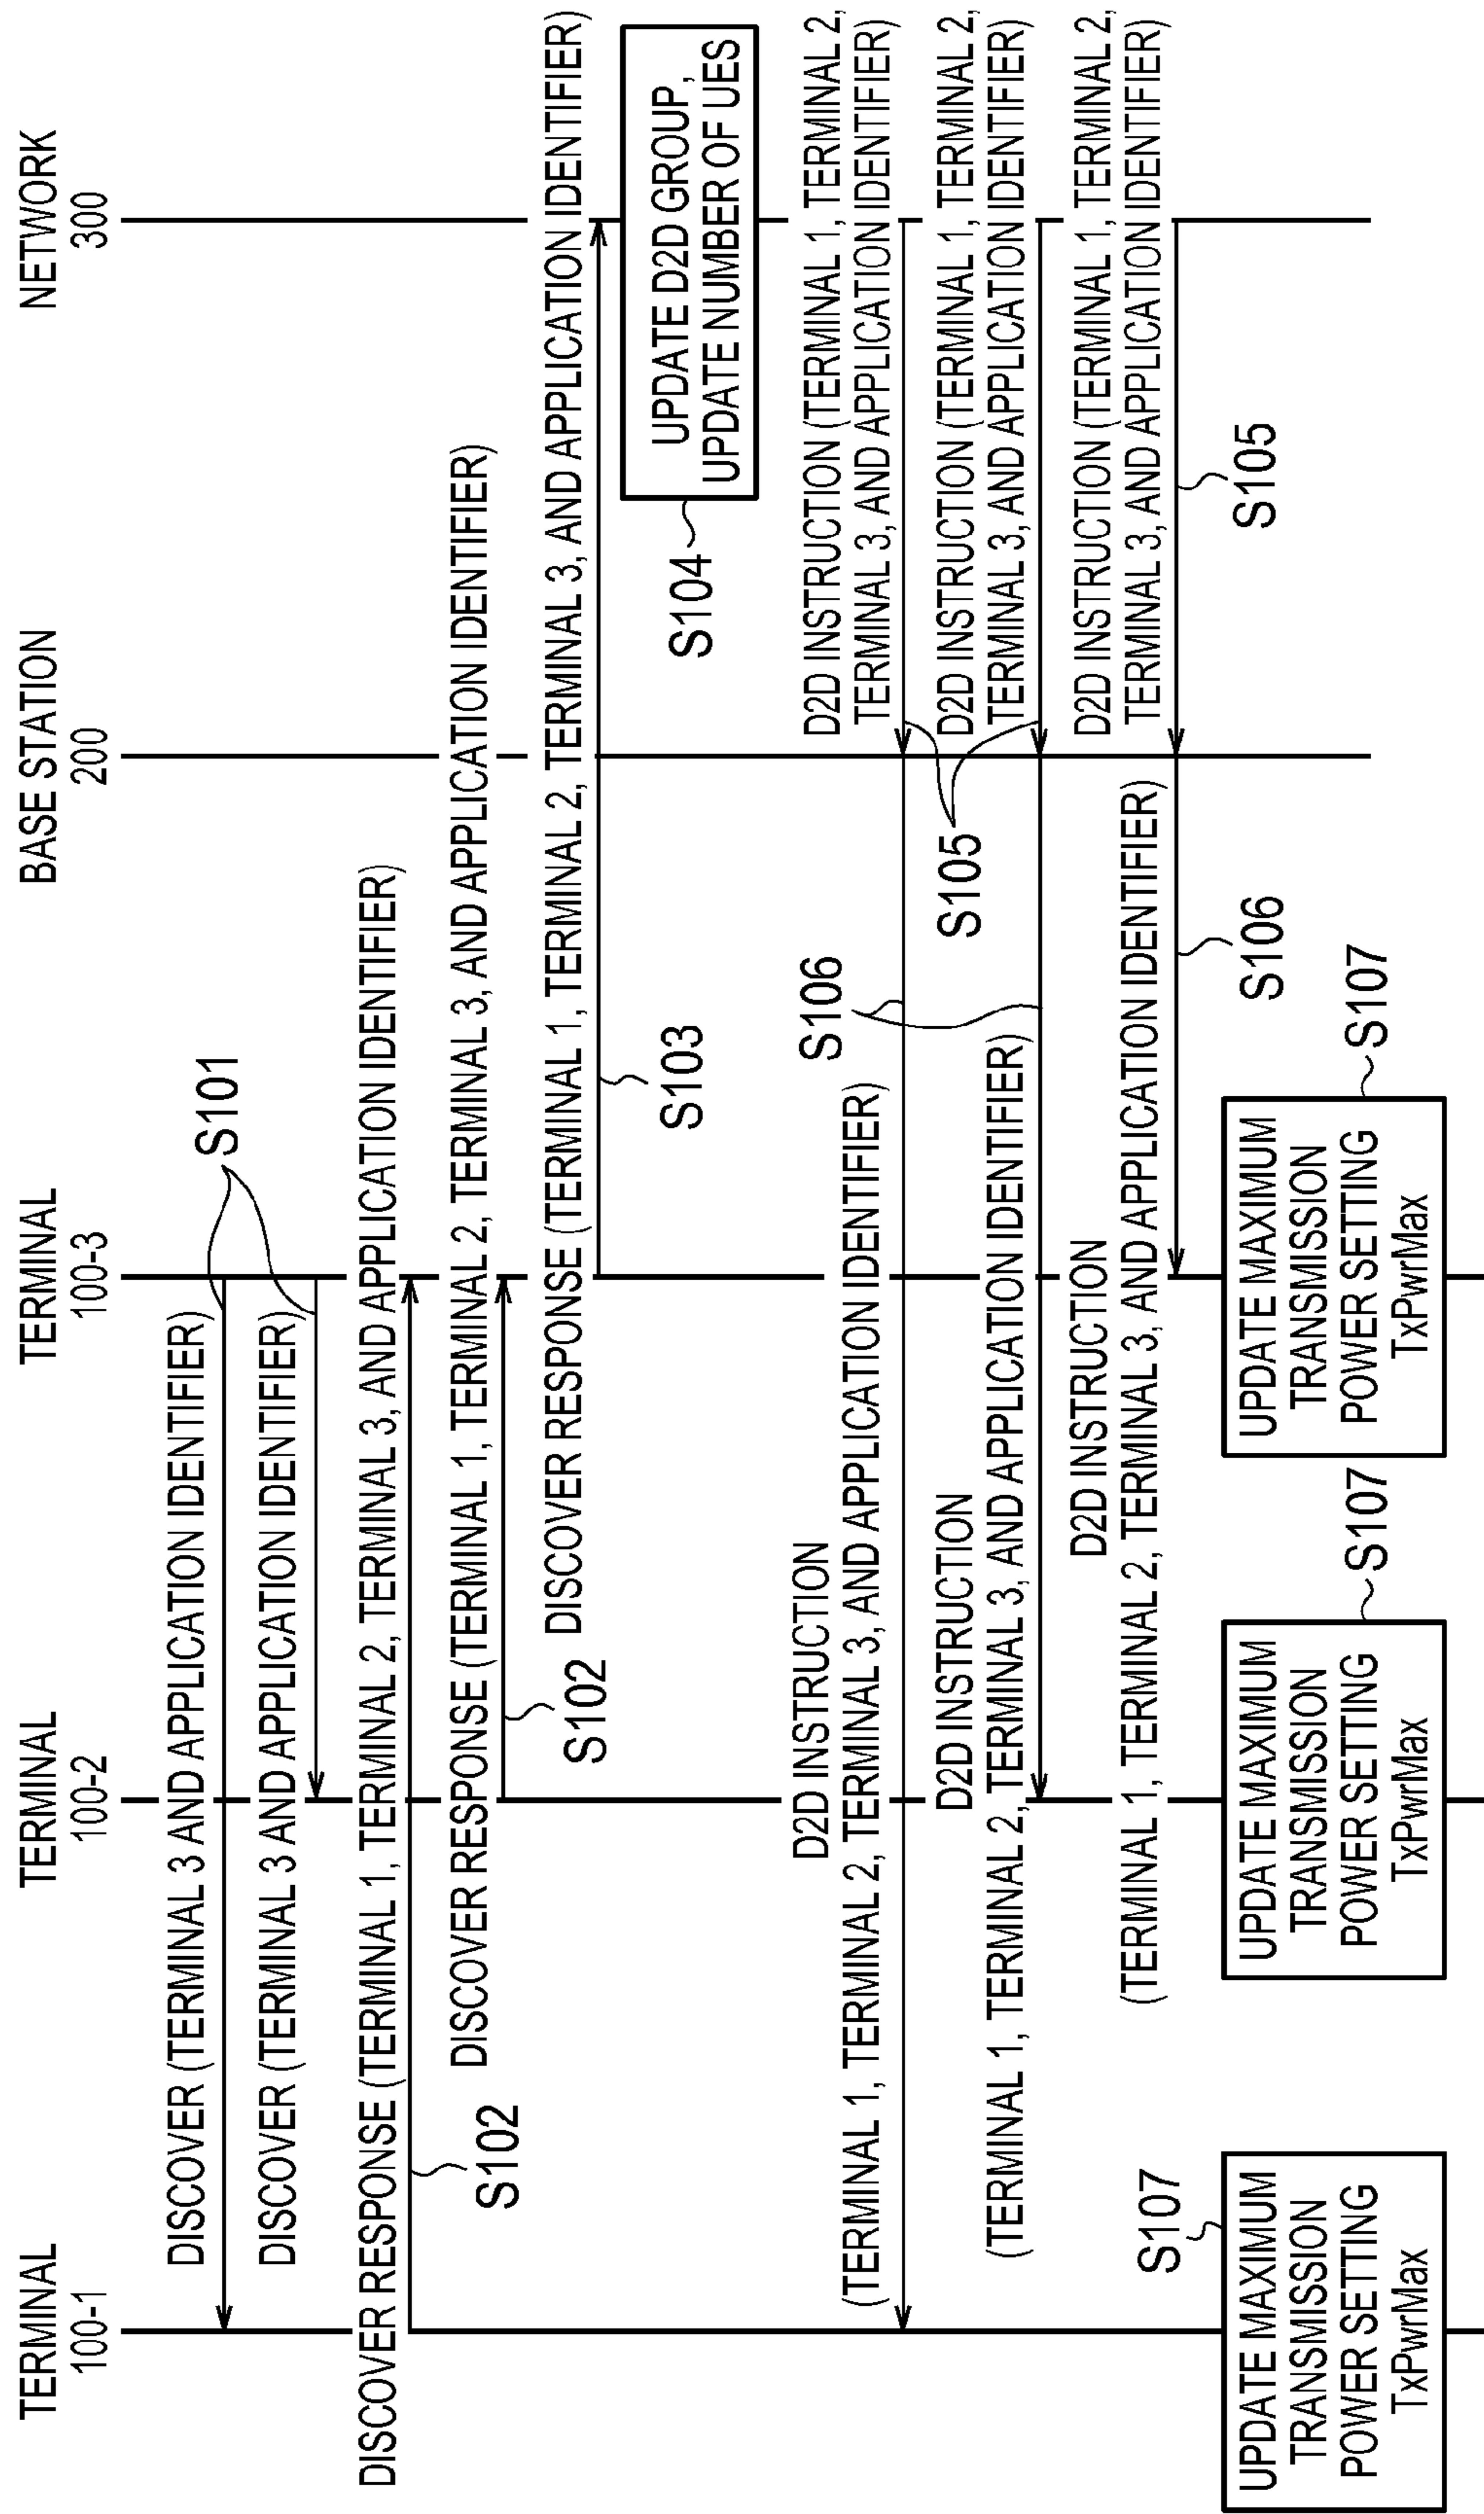 TERMINAL
100-1
TERMINAL
100-2
TERMINAL
100-3
BASE STATION
200
NETWORK
300
DISCOVER (TERMINAL 3 AND APPLICATION IDENTIFIER)
S101
DISCOVER (TERMINAL 3 AND APPLICATION IDENTIFIER)
DISCOVER RESPONSE (TERMINAL 1, TERMINAL 2, TERMINAL 3, AND APPLICATION IDENTIFIER)
S102
DISCOVER RESPONSE (TERMINAL 1, TERMINAL 2, TERMINAL 3, AND APPLICATION IDENTIFIER)
S102
DISCOVER RESPONSE (TERMINAL 1, TERMINAL 2, TERMINAL 3, AND APPLICATION IDENTIFIER)
S103
UPDATE D2D GROUP,
UPDATE NUMBER OF UES
S104
D2D INSTRUCTION (TERMINAL 1, TERMINAL 2,
TERMINAL 3, AND APPLICATION IDENTIFIER)
D2D INSTRUCTION
(TERMINAL 1, TERMINAL 2, TERMINAL 3, AND APPLICATION IDENTIFIER)
S106
S105
D2D INSTRUCTION (TERMINAL 1, TERMINAL 2,
TERMINAL 3, AND APPLICATION IDENTIFIER)
D2D INSTRUCTION
(TERMINAL 1, TERMINAL 2, TERMINAL 3, AND APPLICATION IDENTIFIER)
D2D INSTRUCTION (TERMINAL 1, TERMINAL 2,
TERMINAL 3, AND APPLICATION IDENTIFIER)
D2D INSTRUCTION
(TERMINAL 1, TERMINAL 2, TERMINAL 3, AND APPLICATION IDENTIFIER)
S106
S105
S107
UPDATE MAXIMUM
TRANSMISSION
POWER SETTING
TxPwrMax
UPDATE MAXIMUM
TRANSMISSION
POWER SETTING
TxPwrMax
S107
UPDATE MAXIMUM
TRANSMISSION
POWER SETTING
TxPwrMax
S107